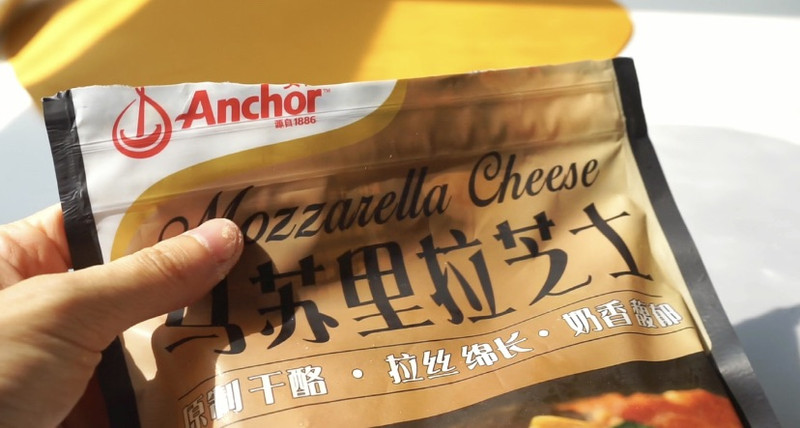 Anchor™
源自1886
Mozzarella Cheese
马苏里拉芝士
原制干酪 · 拉丝绵长 · 奶香馥郁